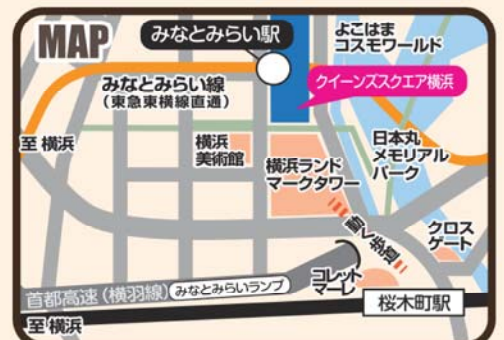 MAP
みなとみらい駅
よこはま
コスモワールド
クイーンズスクエア横浜
みなとみらい線
(東急東横線直通)
至 横浜
横浜
美術館
横浜ランド
マークタワー
日本丸
メモリアル
パーク
動く歩道
クロス
ゲート
コレット
マーレ
首都高速(横羽線)
みなとみらいランプ
桜木町駅
至 横浜